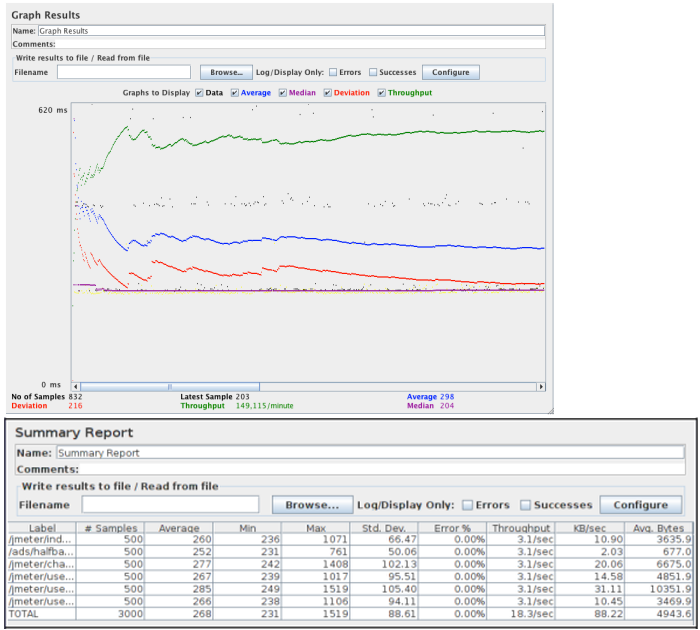 Graph Results
Name: Graph Results
Comments:
Write results to file / Read from file
Filename Browse... Log/Display Only: Errors Successes Configure
Graphs to Display Data Average Median Deviation Throughput
620 ms
0 ms
No of Samples 832 Latest Sample 203 Average 298
Deviation 216 Throughput 149,115/minute Median 204
Summary Report
Name: Summary Report
Comments:
Write results to file / Read from file
Filename Browse... Log/Display Only: Errors Successes Configure
Label # Samples Average Min Max Std. Dev. Error % Throughput KB/sec Avg. Bytes
/jmeter/ind... 500 260 236 1071 66.47 0.00% 3.1/sec 10.90 3635.9
/ads/halfba... 500 252 231 761 50.06 0.00% 3.1/sec 2.03 677.0
/jmeter/cha... 500 277 242 1408 102.13 0.00% 3.1/sec 20.06 6675.0
/jmeter/use... 500 267 239 1017 95.51 0.00% 3.1/sec 14.58 4851.9
/jmeter/use... 500 285 249 1519 105.40 0.00% 3.1/sec 31.11 10351.9
/jmeter/use... 500 266 238 1106 94.11 0.00% 3.1/sec 10.45 3469.9
TOTAL 3000 268 231 1519 88.61 0.00% 18.3/sec 88.22 4943.6